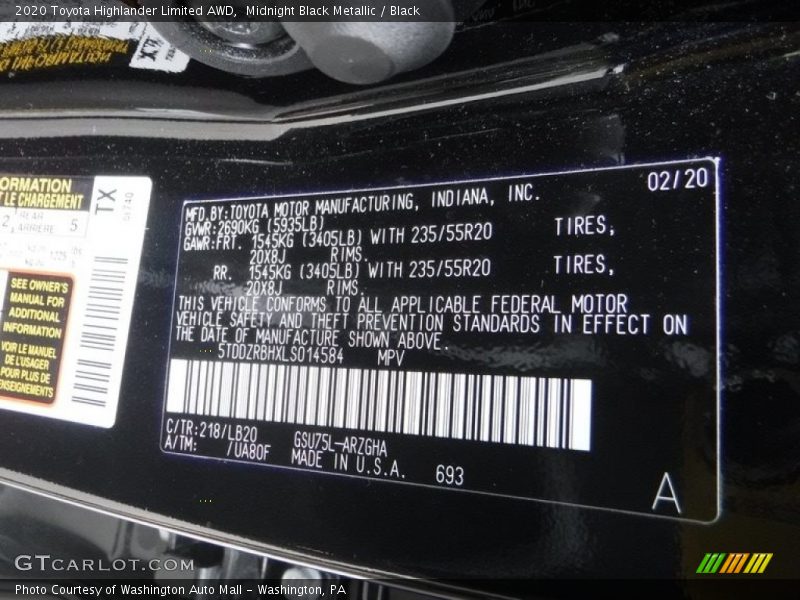 2020 Toyota Highlander Limited AWD,  Midnight Black Metallic / Black
02/20
MFD. BY: TOYOTA MOTOR MANUFACTURING, INDIANA, INC.
GVWR: 2690KG (5935LB)
GAWR: FRT. 1545KG (3405LB) WITH 235/55R20 TIRES,
20X8J RIMS.
RR. 1545KG (3405LB) WITH 235/55R20 TIRES,
20X8J RIMS.
THIS VEHICLE CONFORMS TO ALL APPLICABLE FEDERAL MOTOR
VEHICLE SAFETY AND THEFT PREVENTION STANDARDS IN EFFECT ON
THE DATE OF MANUFACTURE SHOWN ABOVE.
5TDDZRBHXLS014584 MPV
C/TR: 218/LB20 GSU75L-ARZGHA
A/TM: /UA80F MADE IN U.S.A. 693
A
ORMATION
T LE CHARGEMENT
TX
2 REAR
ARRIÈRE 5
SEE OWNER'S
MANUAL FOR
ADDITIONAL
INFORMATION
VOIR LE MANUEL
DE L'USAGER
POUR PLUS DE
RENSEIGNEMENTS
GTCARLOT.COM
Photo Courtesy of Washington Auto Mall - Washington, PA